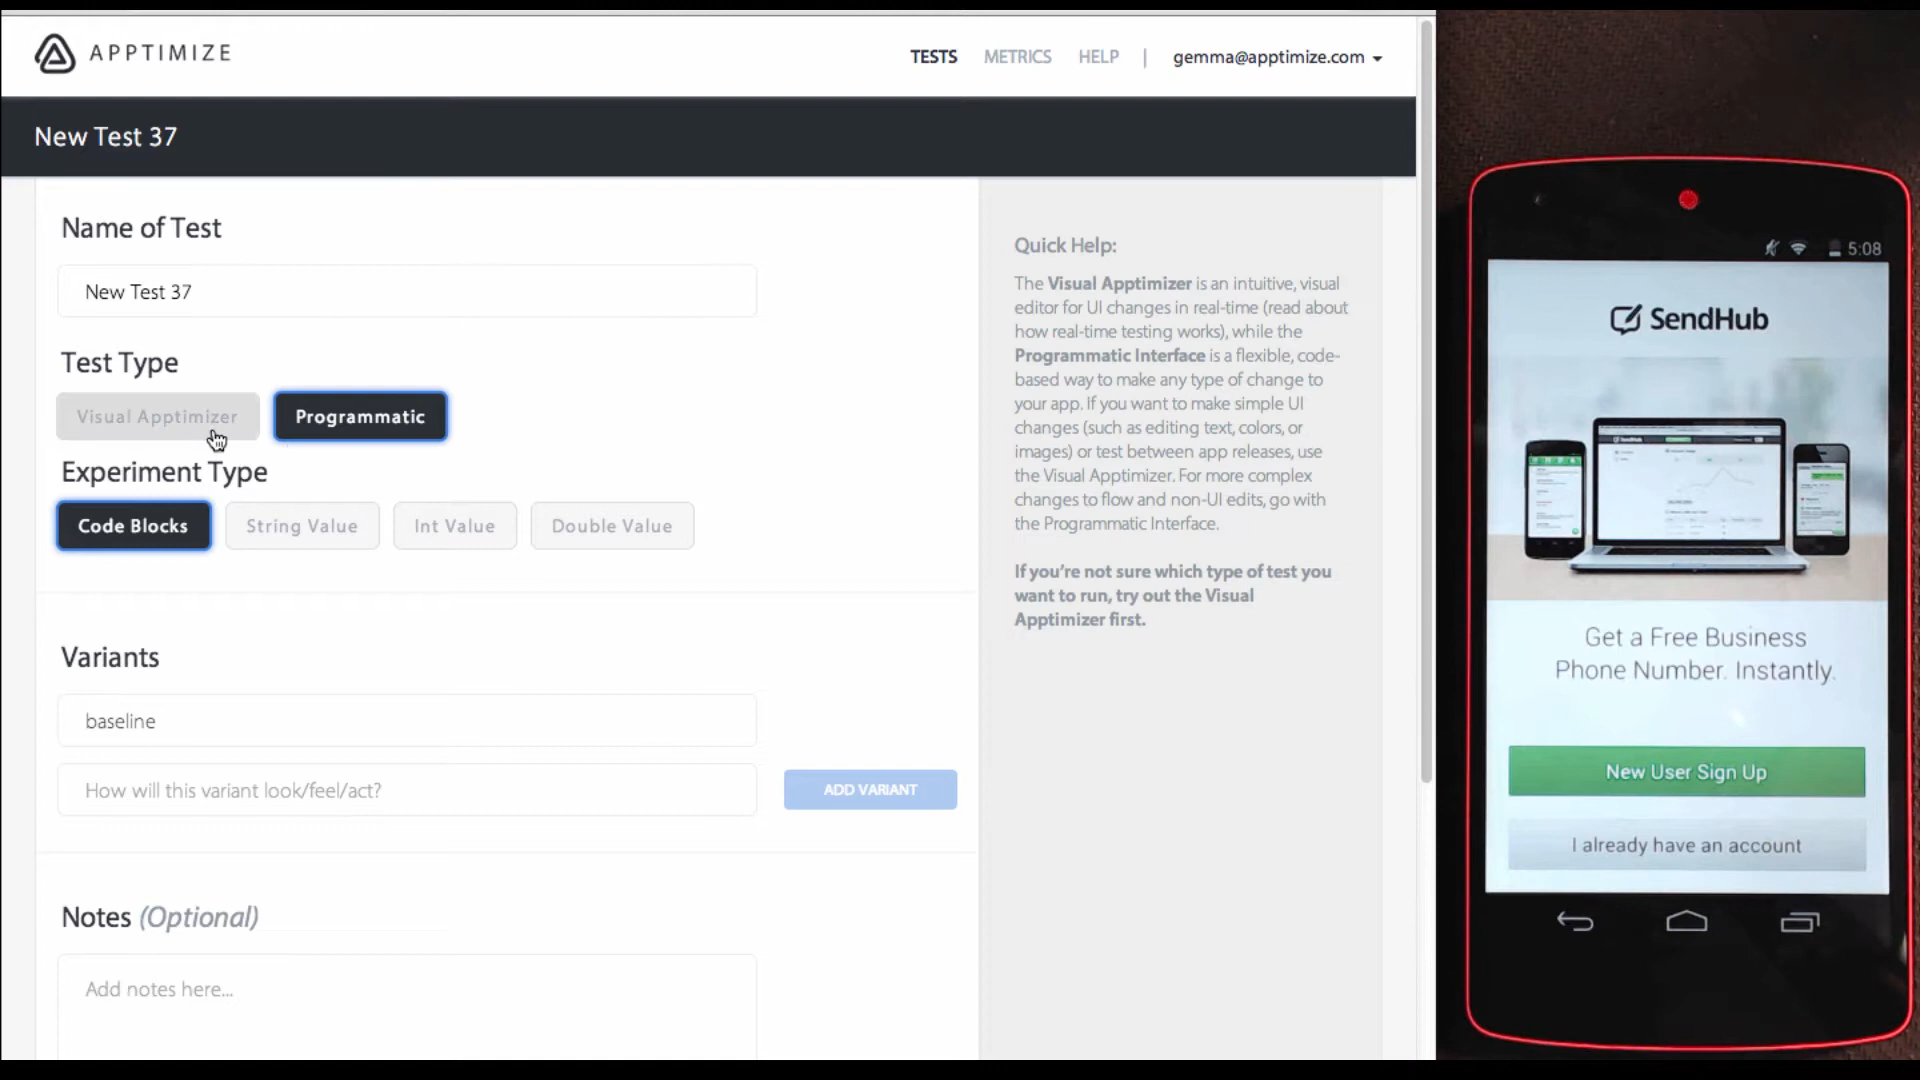 APPTIMIZE
TESTS METRICS HELP | gemma@apptimize.com
New Test 37
Name of Test
New Test 37
Test Type
Visual Apptimizer Programmatic
Experiment Type
Code Blocks String Value Int Value Double Value
Variants
baseline
How will this variant look/feel/act?
ADD VARIANT
Notes (Optional)
Add notes here...
Quick Help:
The Visual Apptimizer is an intuitive, visual
editor for UI changes in real-time (read about
how real-time testing works), while the
Programmatic Interface is a flexible, code-
based way to make any type of change to
your app. If you want to make simple UI
changes (such as editing text, colors, or
images) or test between app releases, use
the Visual Apptimizer. For more complex
changes to flow and non-UI edits, go with
the Programmatic Interface.
If you're not sure which type of test you
want to run, try out the Visual
Apptimizer first.
5:08
SendHub
Get a Free Business
Phone Number. Instantly.
New User Sign Up
I already have an account